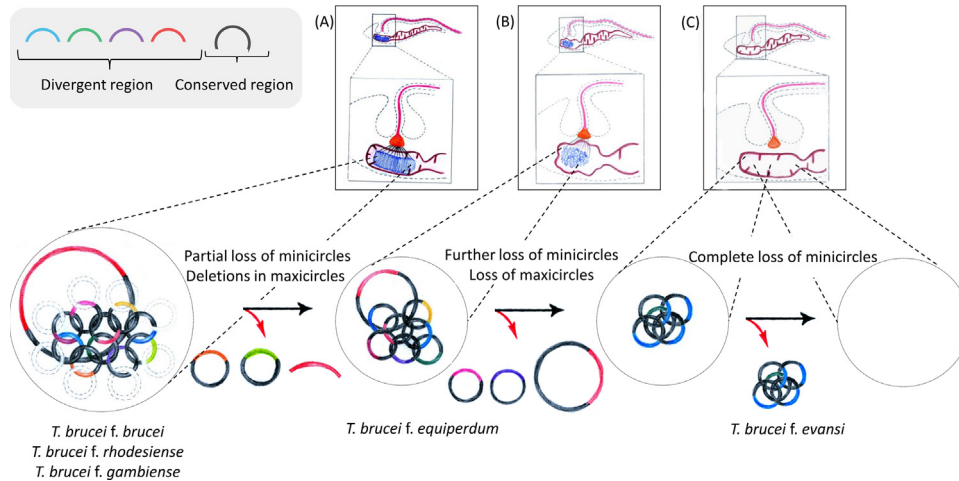 (A)
(B)
(C)
Divergent region
Conserved region
Partial loss of minicircles
Deletions in maxicircles
Further loss of minicircles
Loss of maxicircles
Complete loss of minicircles
T. brucei f. brucei
T. brucei f. rhodesiense
T. brucei f. gambiense
T. brucei f. equiperdum
T. brucei f. evansi